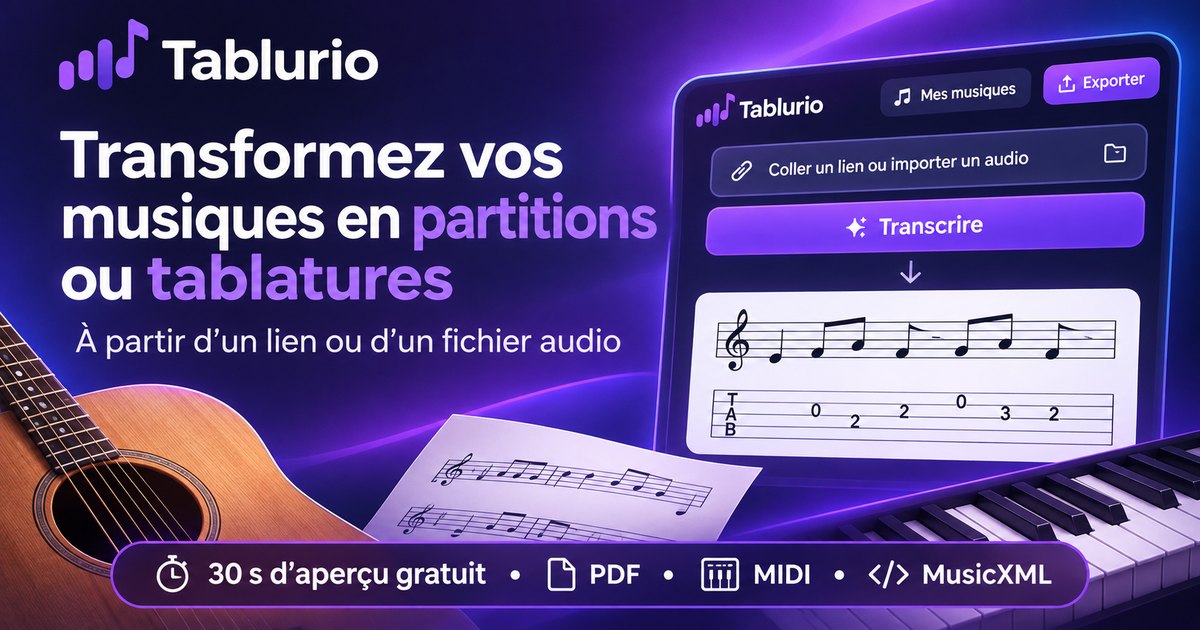 Tablurio
Transformez vos
musiques en partitions
ou tablatures
À partir d'un lien ou d'un fichier audio
Tablurio
Mes musiques
Exporter
Coller un lien ou importer un audio
Transcrire
T
A
B
0 2 2 0 3 2
30 s d'aperçu gratuit • PDF • MIDI • </> MusicXML